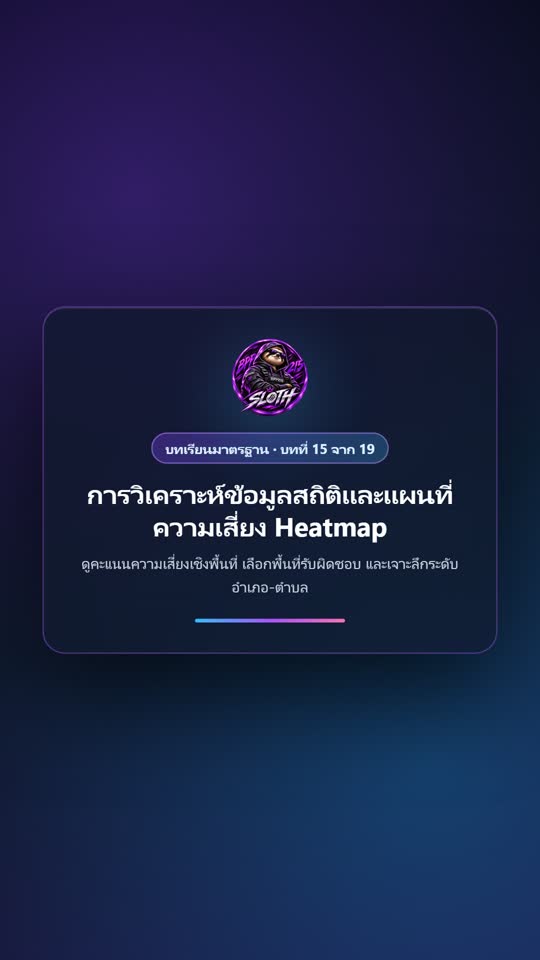 SLOTH
บทเรียนมาตรฐาน · บทที่ 15 จาก 19
การวิเคราะห์ข้อมูลสถิติและแผนที่
ความเสี่ยง Heatmap
ดูคะแนนความเสี่ยงเชิงพื้นที่ เลือกพื้นที่รับผิดชอบ และเจาะลึกระดับ
อำเภอ-ตำบล